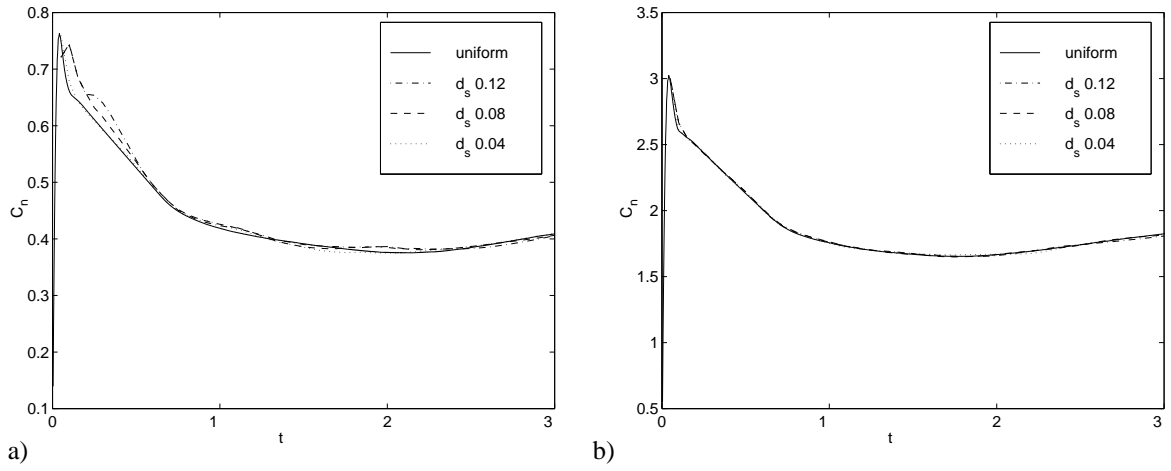 0.8
0.7
0.6
0.5
0.4
0.3
0.2
0.1
C_n
0 1 2 3
t
uniform
d_s 0.12
d_s 0.08
d_s 0.04
a)
3.5
3
2.5
2
1.5
1
0.5
C_n
0 1 2 3
t
uniform
d_s 0.12
d_s 0.08
d_s 0.04
b)